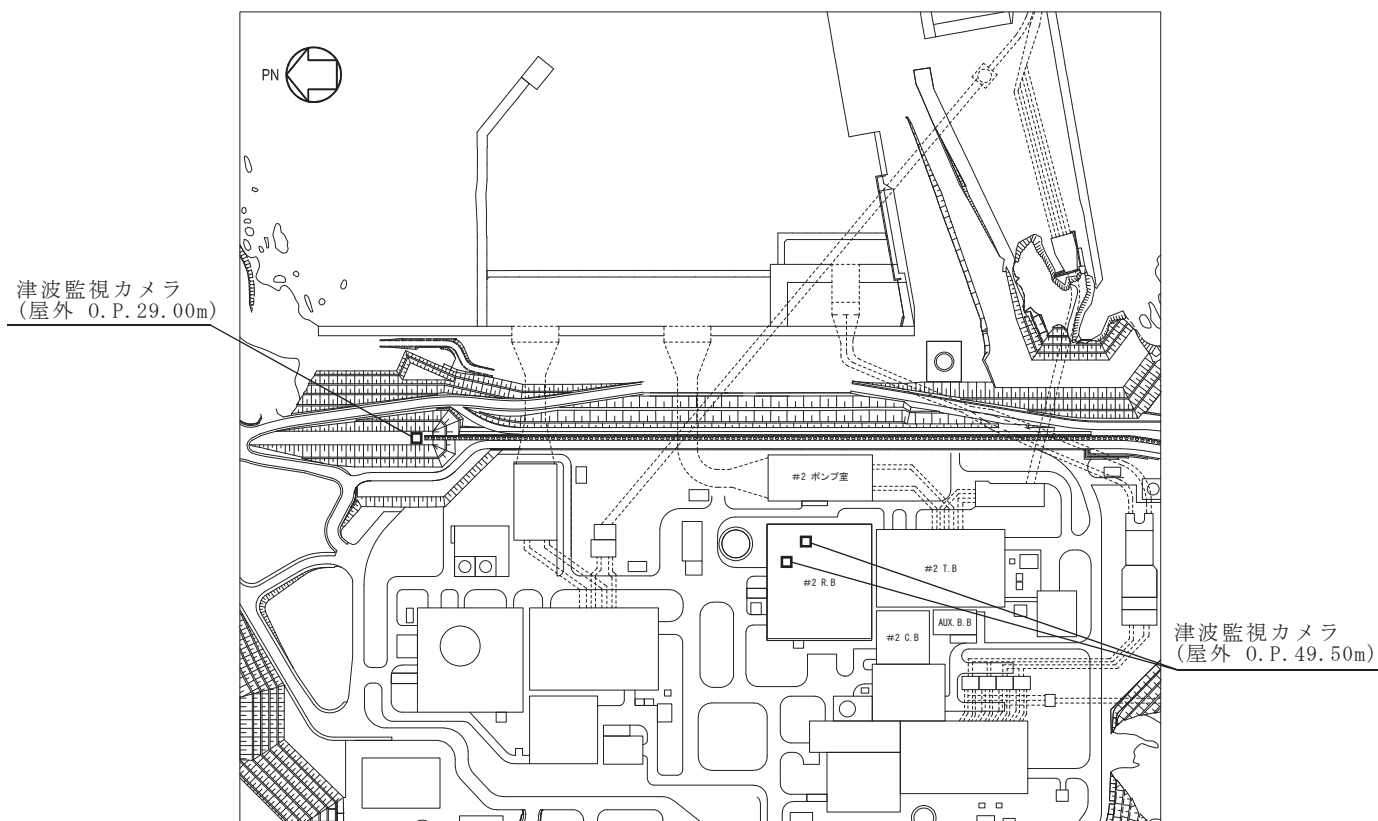 PN
津波監視カメラ
(屋外 O.P.29.00m)
#2 ポンプ室
#2 R.B
#2 T.B
AUX.B.B
#2 C.B
津波監視カメラ
(屋外 O.P.49.50m)